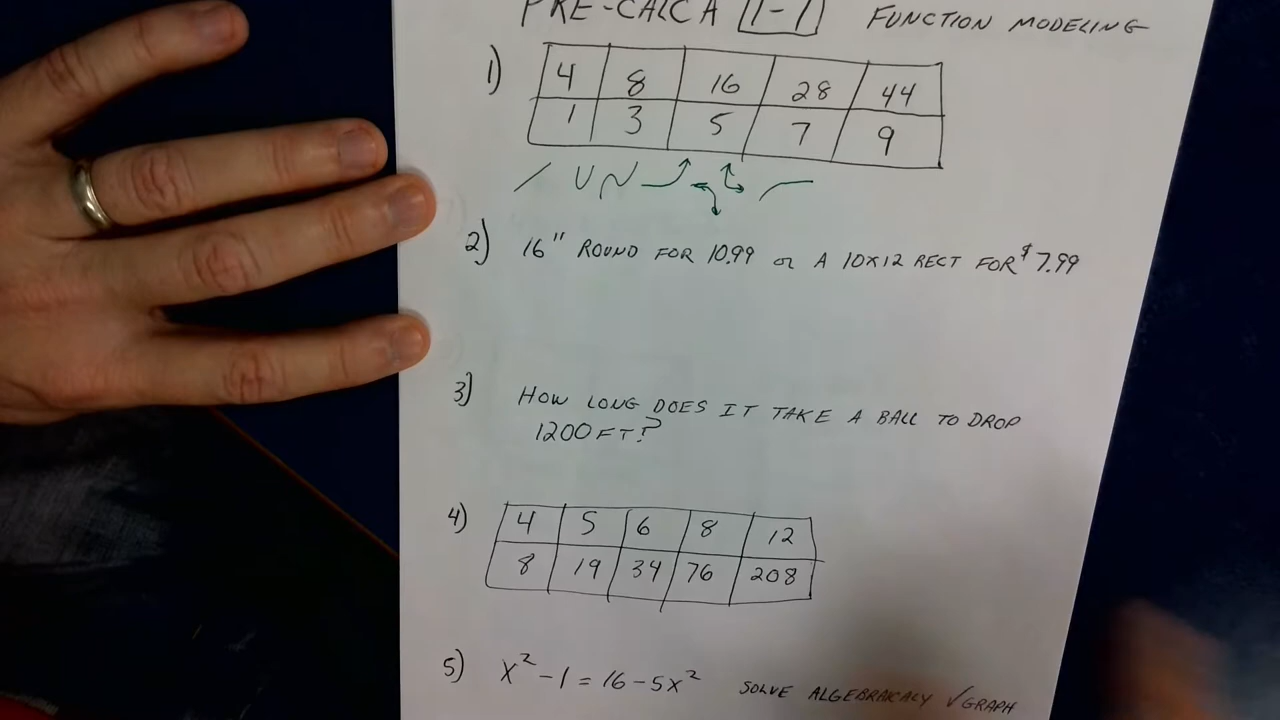 PRE-CALC A 1-1 FUNCTION MODELING
1) 4 8 16 28 44
1 3 5 7 9
2) 16" ROUND FOR 10.99 or A 10X12 RECT FOR $7.99
3) HOW LONG DOES IT TAKE A BALL TO DROP
1200 FT?
4) 4 5 6 8 12
8 19 34 76 208
5) X² - 1 = 16 - 5X² SOLVE ALGEBRAICALY √GRAPH